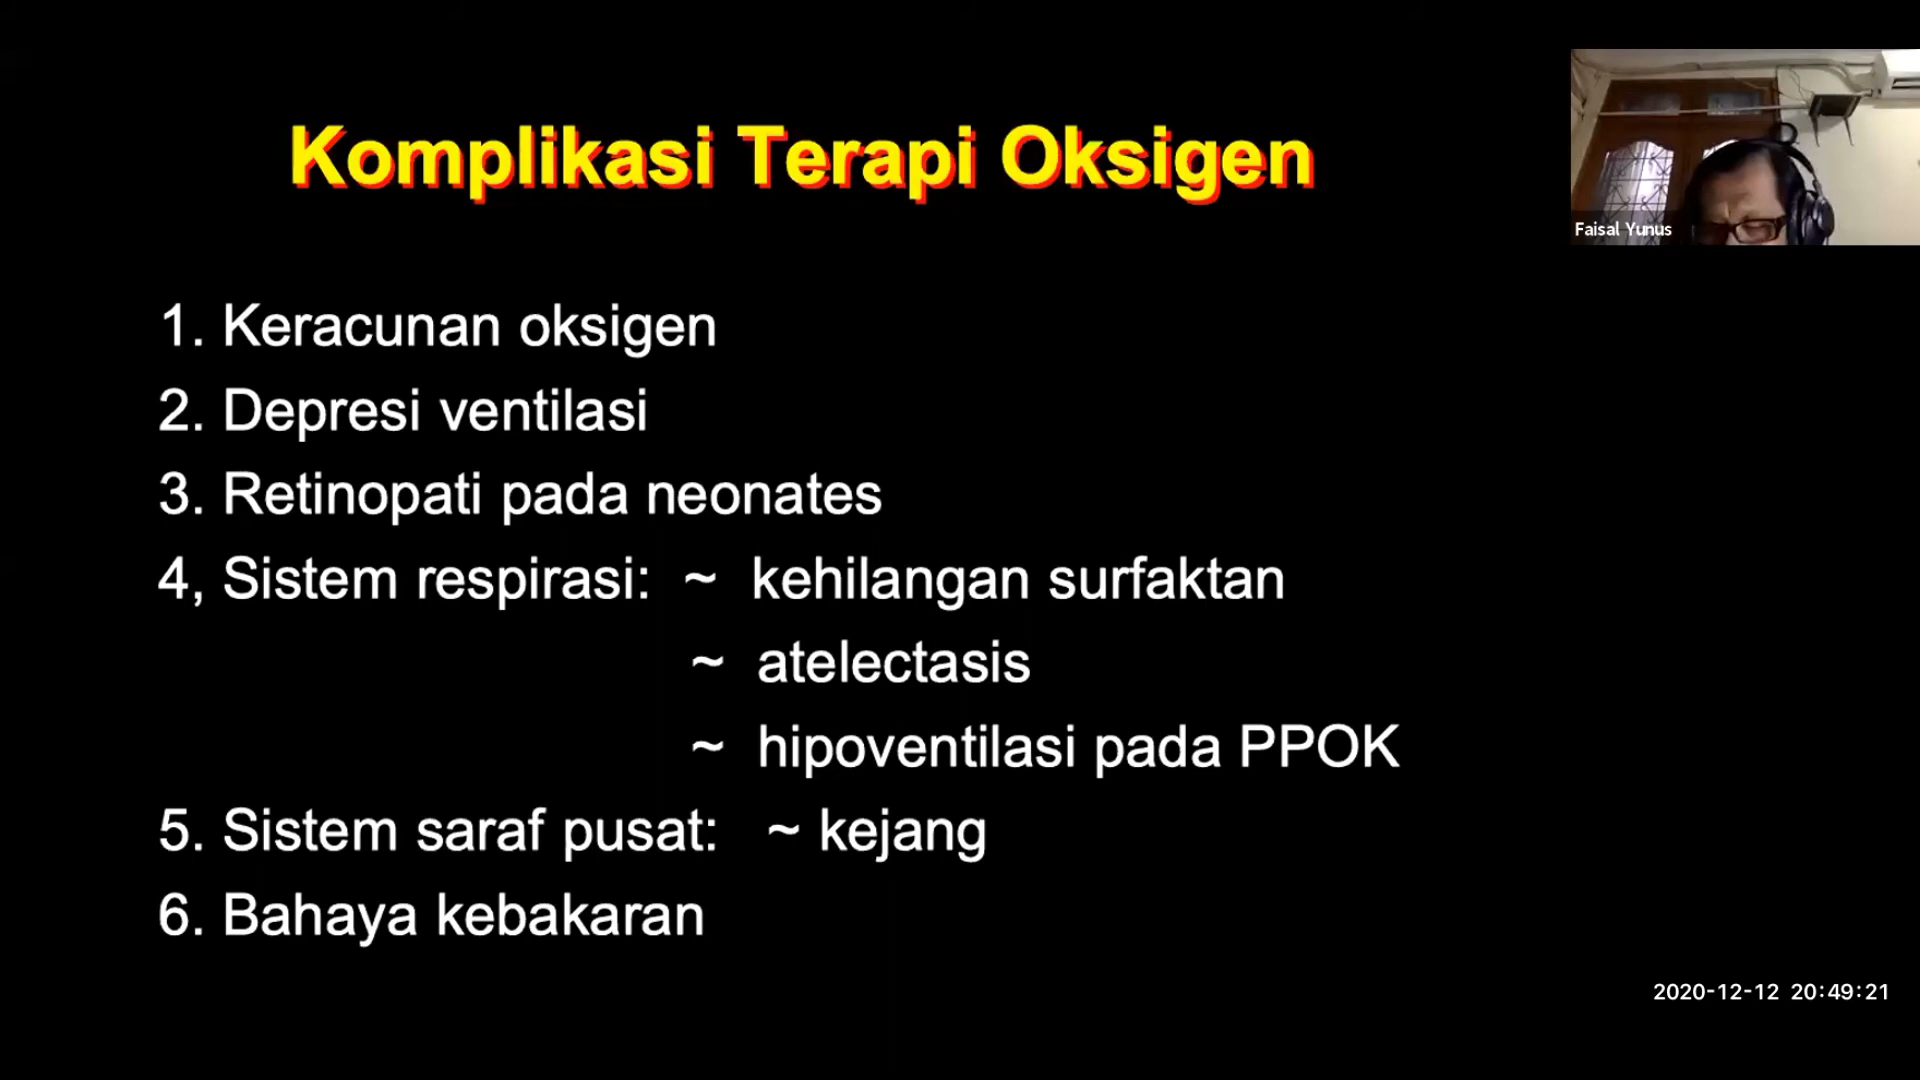 Komplikasi Terapi Oksigen
Faisal Yunus
1. Keracunan oksigen
2. Depresi ventilasi
3. Retinopati pada neonates
4, Sistem respirasi: ~ kehilangan surfaktan
~ atelectasis
~ hipoventilasi pada PPOK
5. Sistem saraf pusat: ~ kejang
6. Bahaya kebakaran
2020-12-12 20:49:21